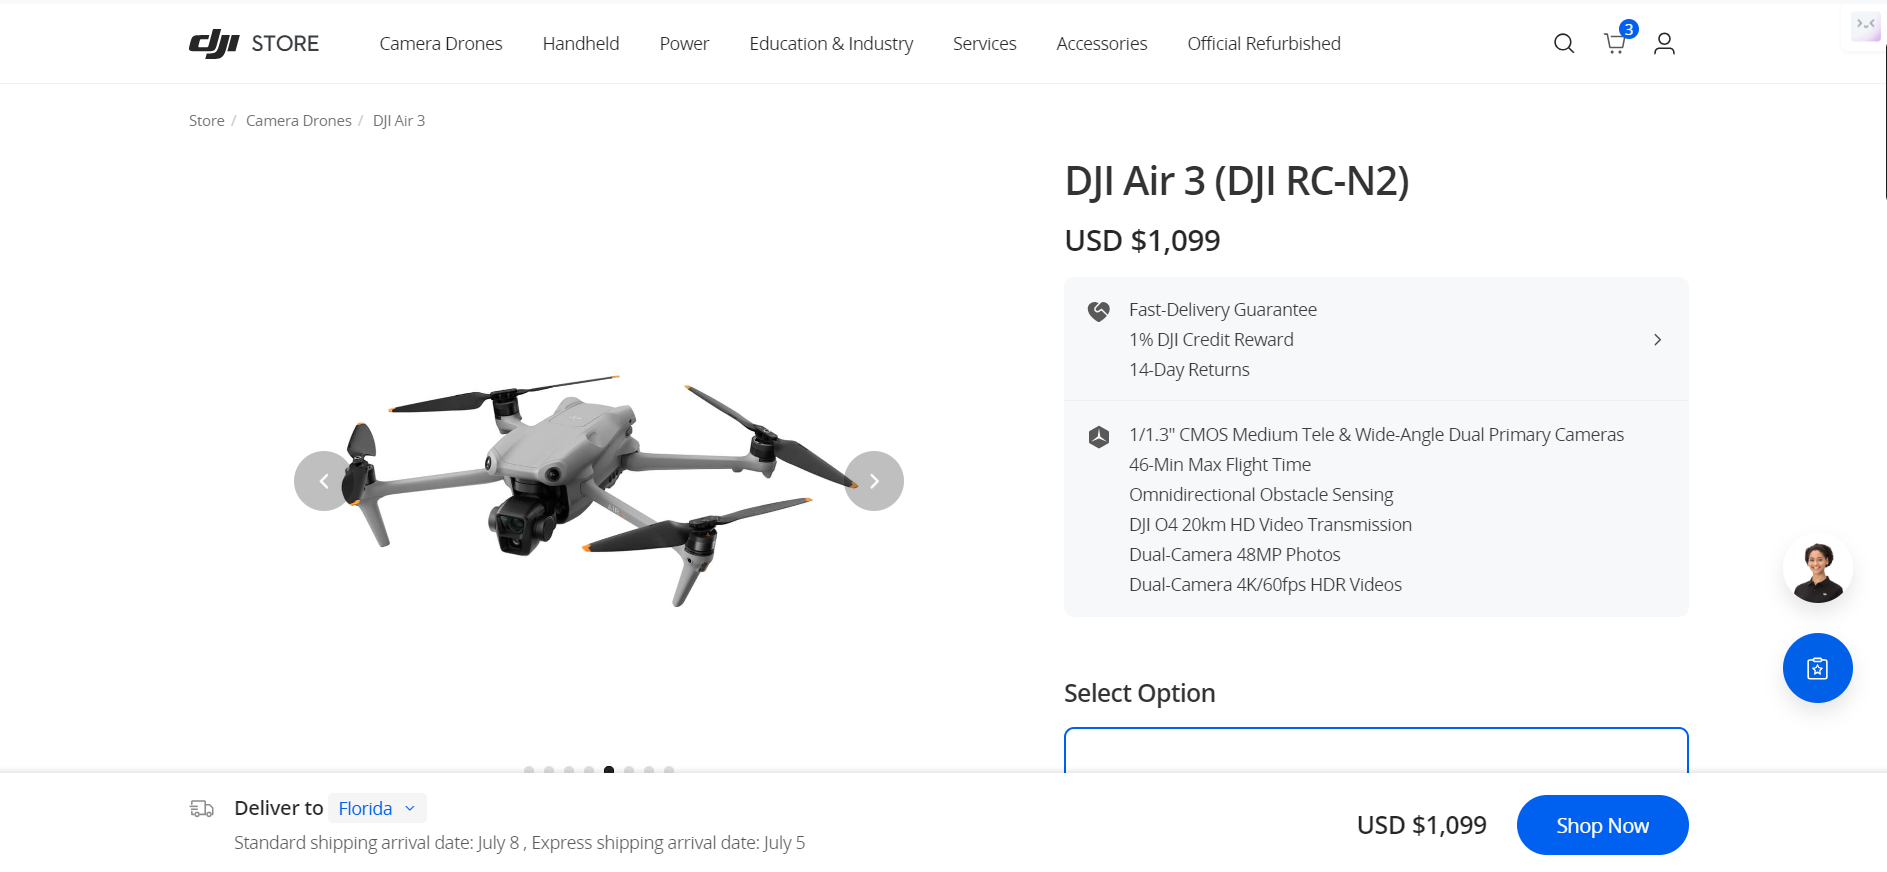 dji STORE
Camera Drones
Handheld
Power
Education & Industry
Services
Accessories
Official Refurbished
3
Store / Camera Drones / DJI Air 3
DJI Air 3 (DJI RC-N2)
USD $1,099
Fast-Delivery Guarantee
1% DJI Credit Reward
14-Day Returns
1/1.3" CMOS Medium Tele & Wide-Angle Dual Primary Cameras
46-Min Max Flight Time
Omnidirectional Obstacle Sensing
DJI O4 20km HD Video Transmission
Dual-Camera 48MP Photos
Dual-Camera 4K/60fps HDR Videos
Select Option
Deliver to Florida
Standard shipping arrival date: July 8 , Express shipping arrival date: July 5
USD $1,099
Shop Now